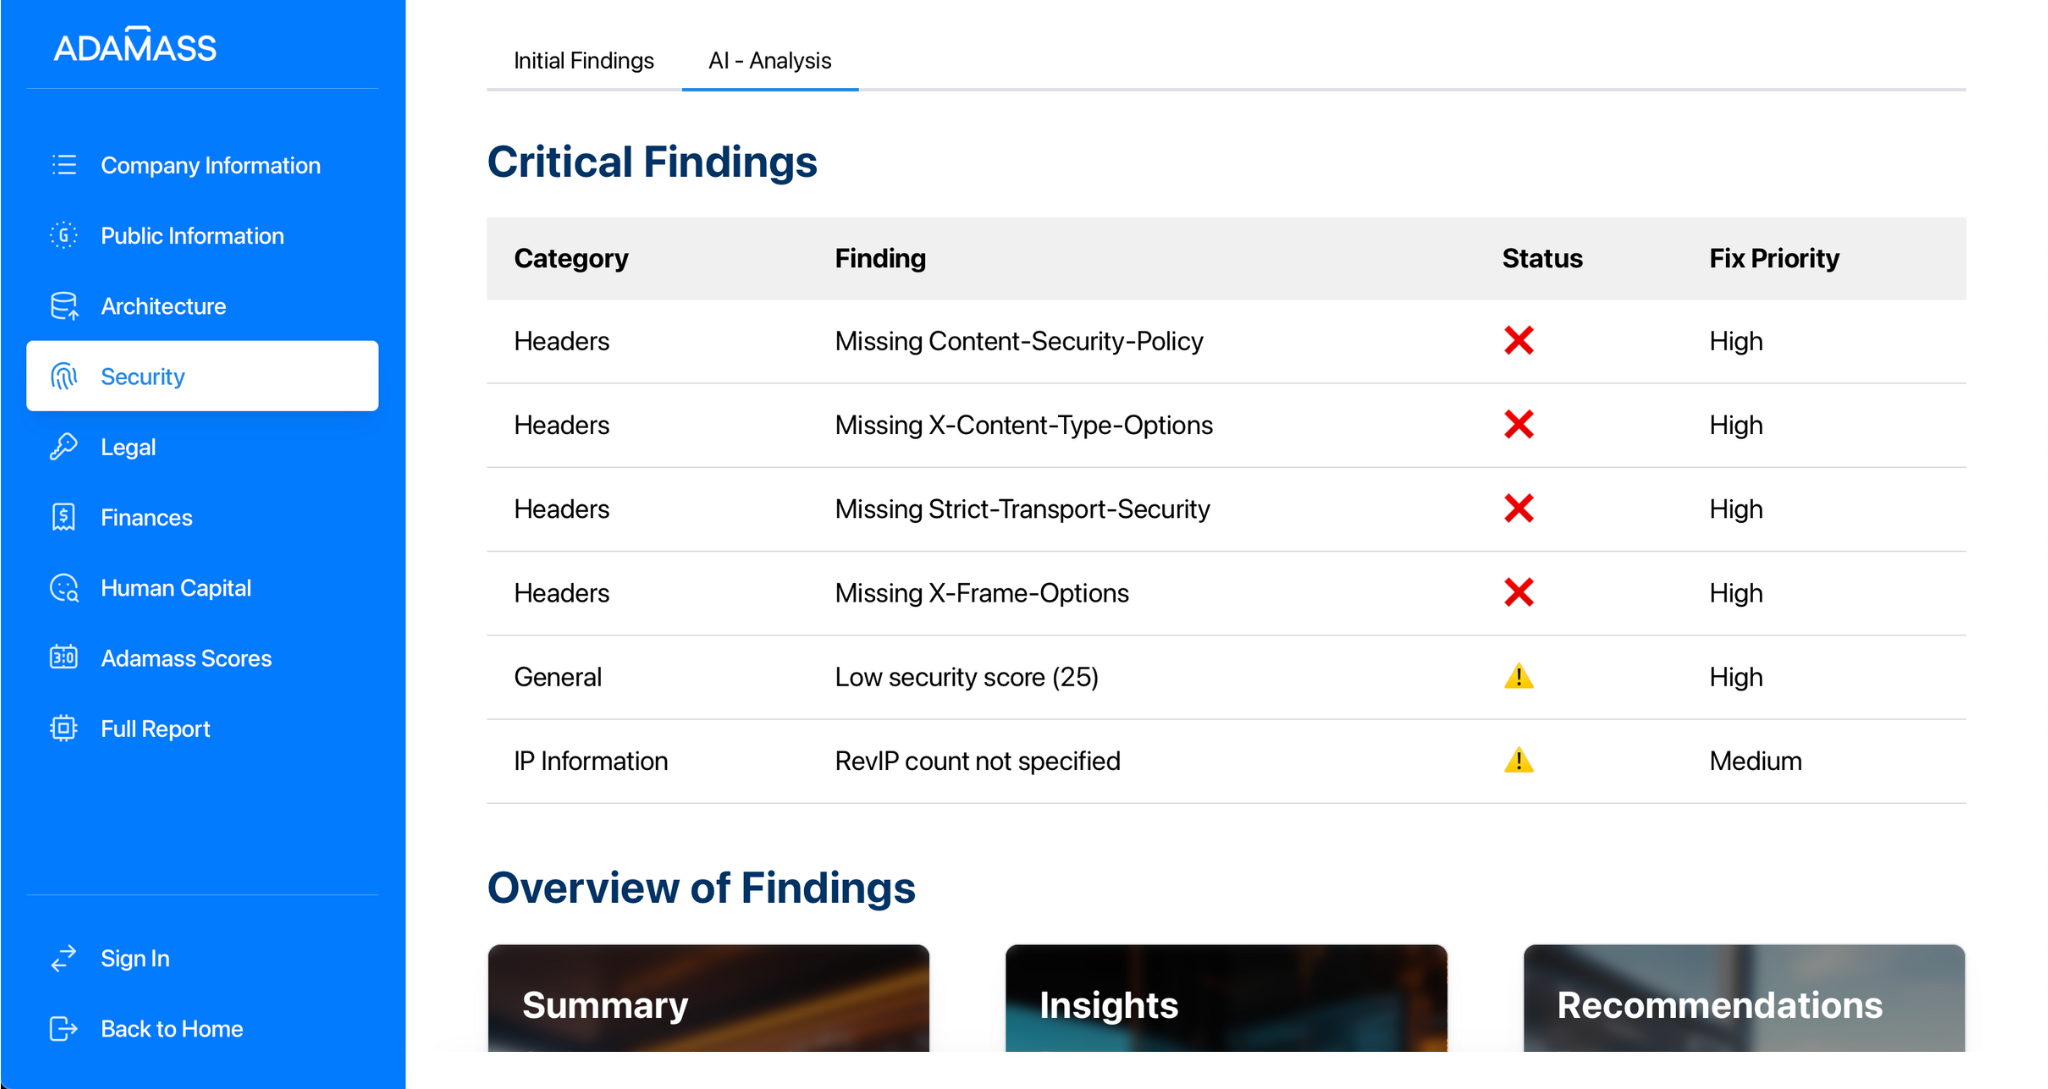 ADAMASS
Company Information
Public Information
Architecture
Security
Legal
Finances
Human Capital
Adamass Scores
Full Report
Sign In
Back to Home
Initial Findings AI - Analysis
Critical Findings
Category Finding Status Fix Priority
Headers Missing Content-Security-Policy High
Headers Missing X-Content-Type-Options High
Headers Missing Strict-Transport-Security High
Headers Missing X-Frame-Options High
General Low security score (25) High
IP Information RevIP count not specified Medium
Overview of Findings
Summary Insights Recommendations